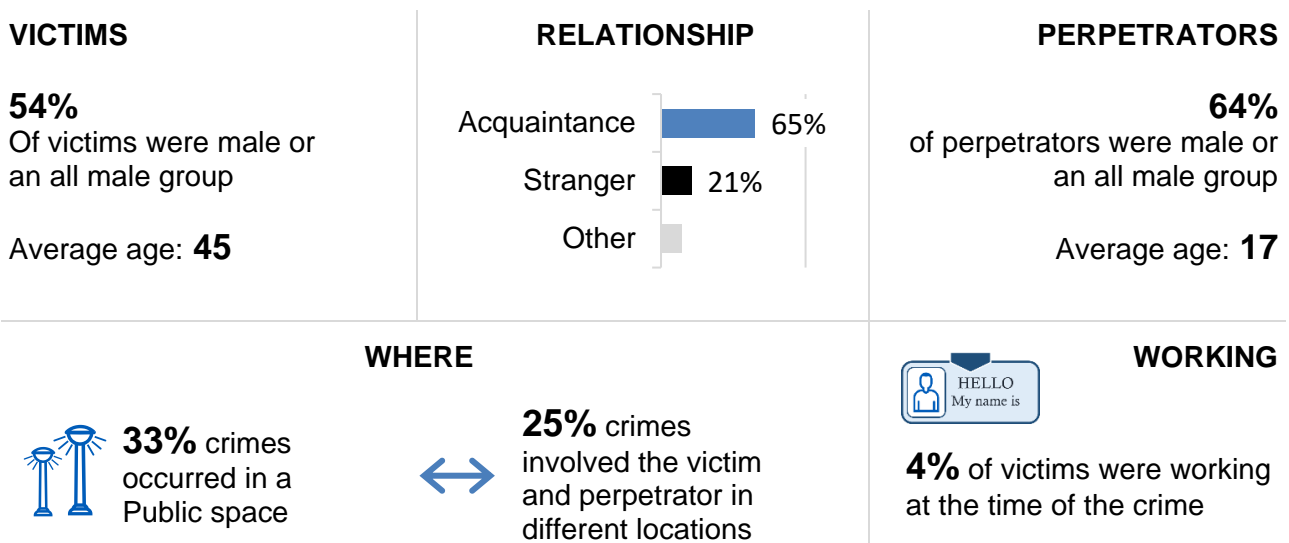 VICTIMS
54%
Of victims were male or
an all male group
Average age: 45
RELATIONSHIP
Acquaintance 65%
Stranger 21%
Other
PERPETRATORS
64%
of perpetrators were male or
an all male group
Average age: 17
WHERE
33% crimes
occurred in a
Public space
25% crimes
involved the victim
and perpetrator in
different locations
WORKING
HELLO
My name is
4% of victims were working
at the time of the crime